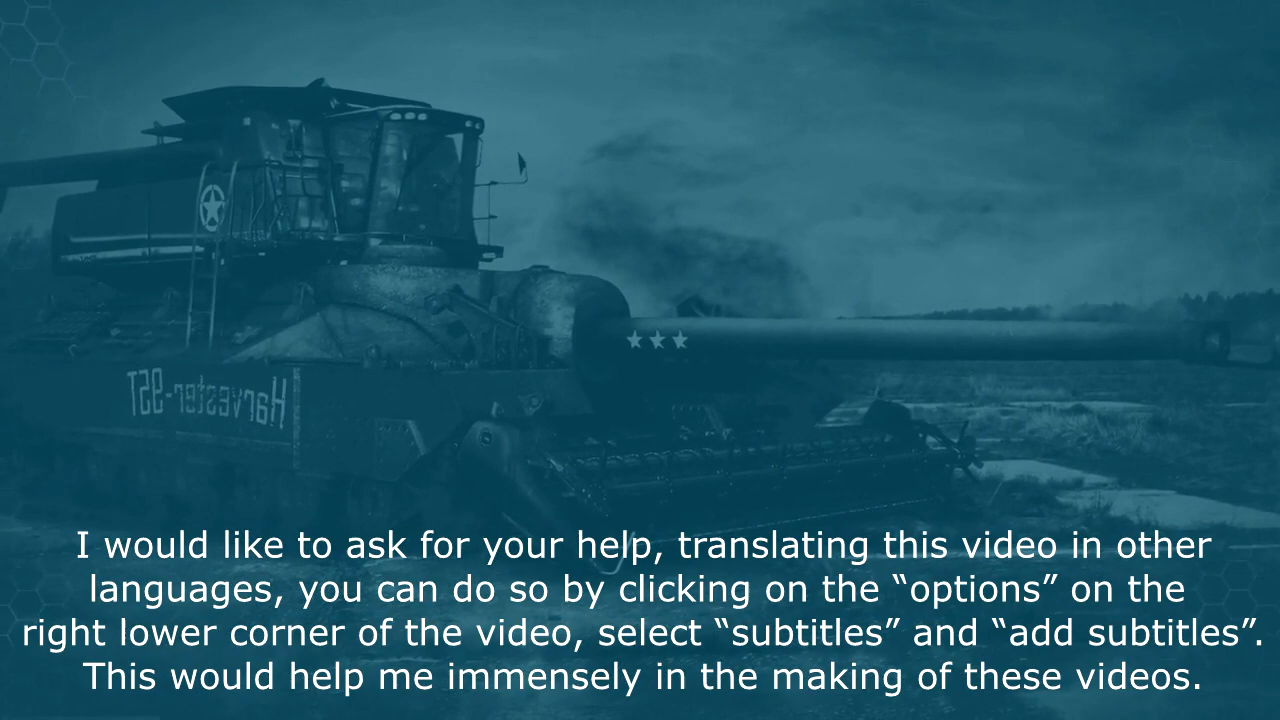 Harvester-95T
I would like to ask for your help, translating this video in other
languages, you can do so by clicking on the “options” on the
right lower corner of the video, select “subtitles” and “add subtitles”.
This would help me immensely in the making of these videos.